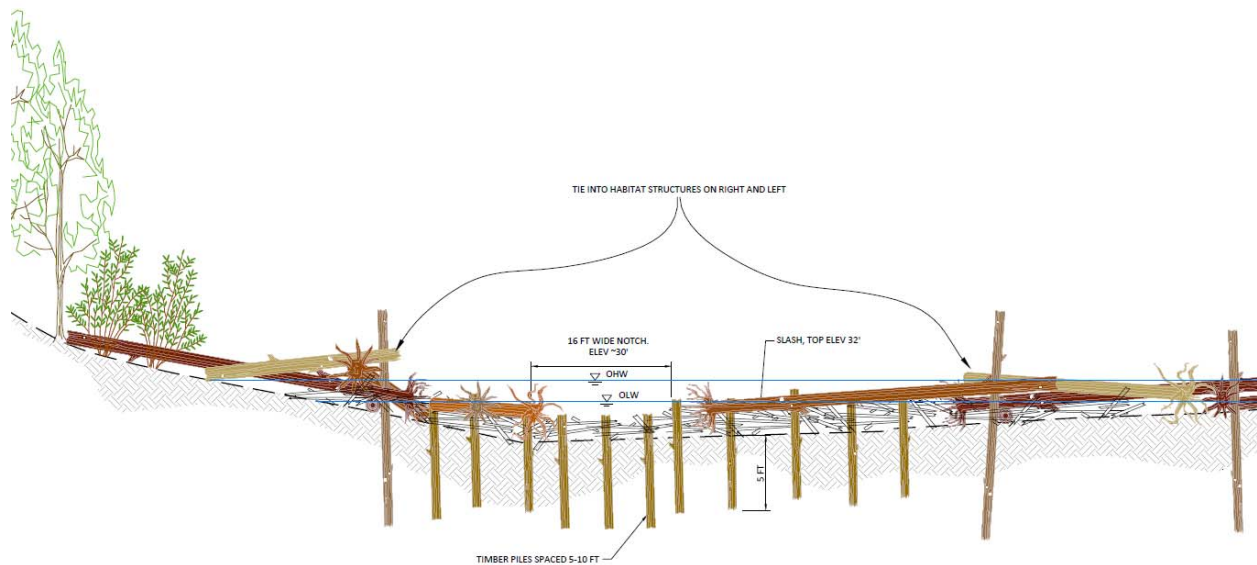 TIE INTO HABITAT STRUCTURES ON RIGHT AND LEFT
16 FT WIDE NOTCH.
ELEV ~30'
SLASH, TOP ELEV 32'
OHW
OLW
5 FT
TIMBER PILES SPACED 5-10 FT